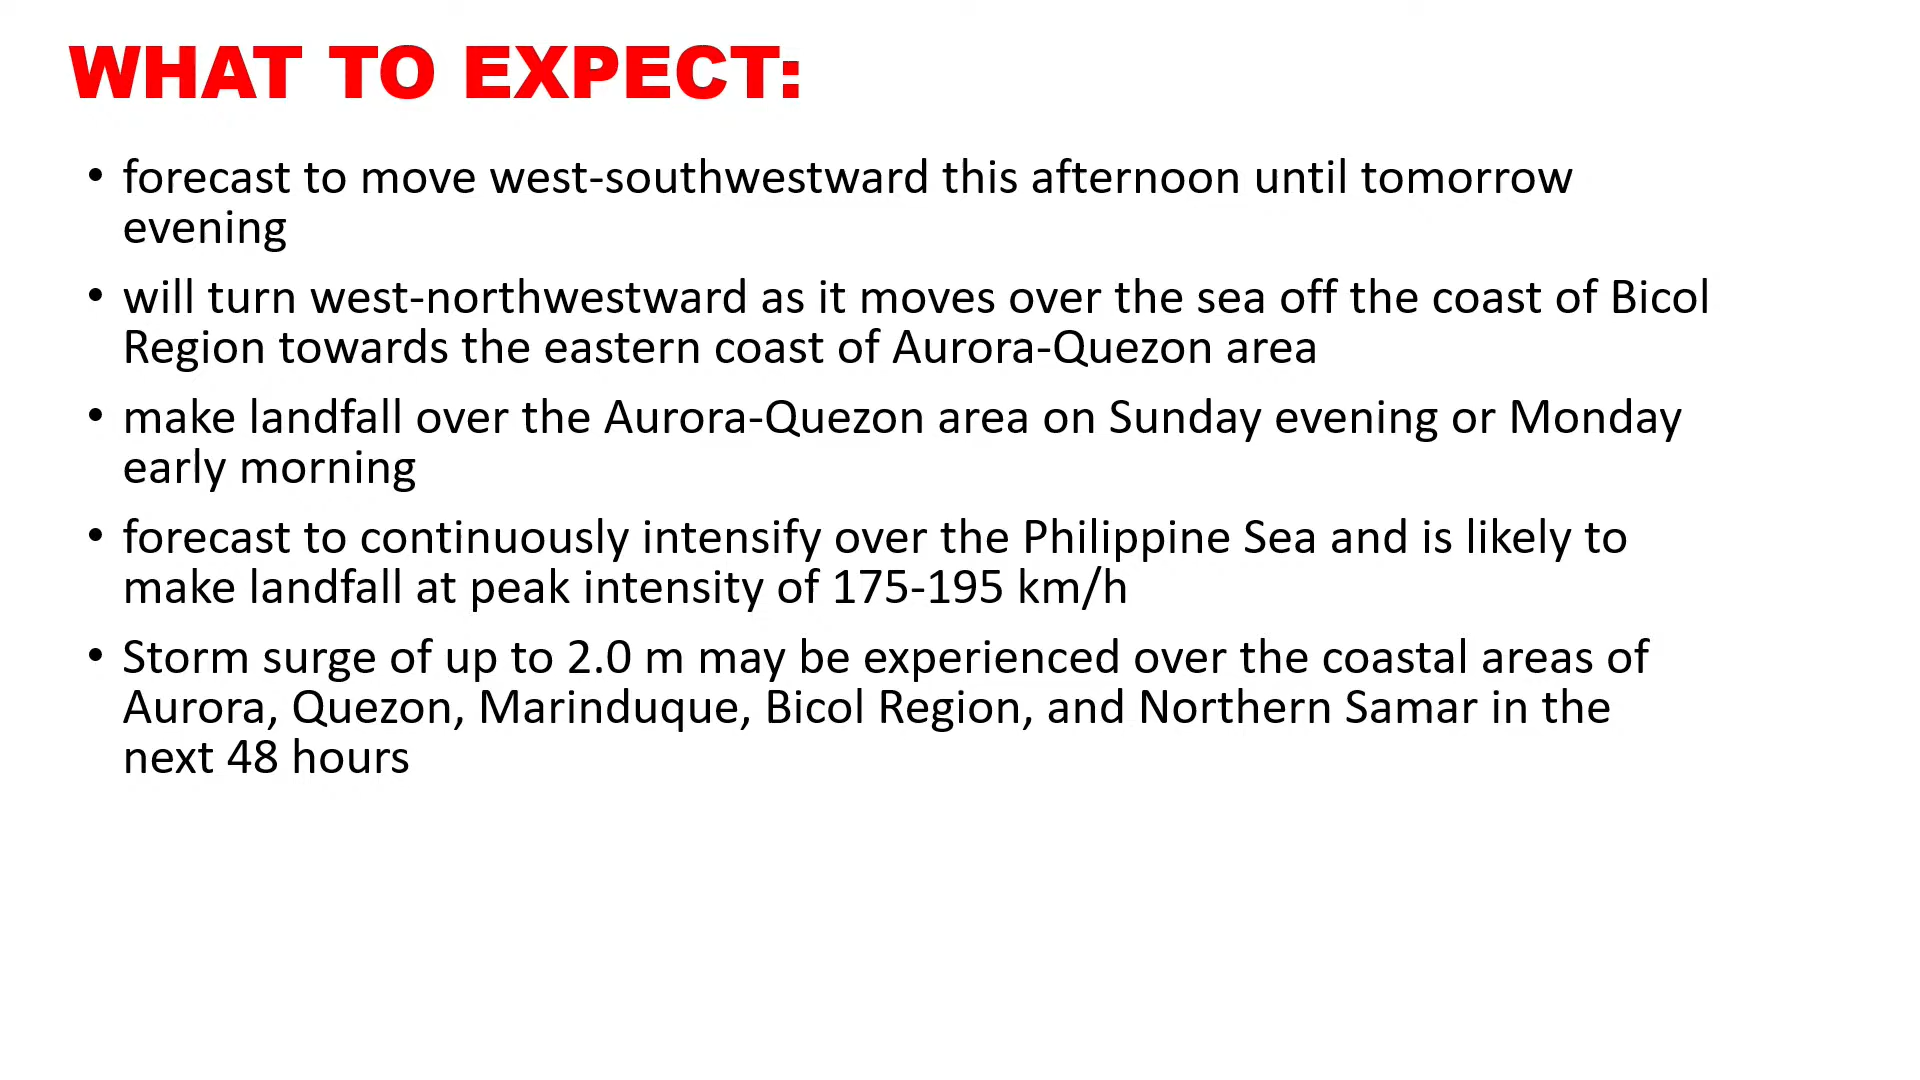 WHAT TO EXPECT:
• forecast to move west-southwestward this afternoon until tomorrow
evening
• will turn west-northwestward as it moves over the sea off the coast of Bicol
Region towards the eastern coast of Aurora-Quezon area
• make landfall over the Aurora-Quezon area on Sunday evening or Monday
early morning
• forecast to continuously intensify over the Philippine Sea and is likely to
make landfall at peak intensity of 175-195 km/h
• Storm surge of up to 2.0 m may be experienced over the coastal areas of
Aurora, Quezon, Marinduque, Bicol Region, and Northern Samar in the
next 48 hours